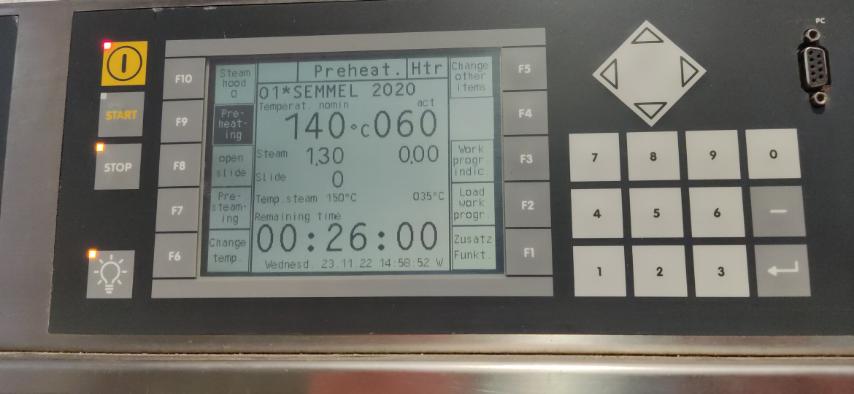 PC
START
STOP
F10
F9
F8
F7
F6
Steam
hood
0
Pre-
heat-
ing
open
slide
Pre-
steam-
ing
Change
temp.
Preheat. Htr
01*SEMMEL 2020
Temperat. nomin act
140°C 060
Steam 1,30 0,00
Slide 0
Temp.steam 150°C 035°C
Remaining time
00:26:00
Wednesd. 23.11.22 14:58:52 W
Change
other
items
Work
progr
indic.
Load
work
progr.
Zusatz
Funkt.
F5
F4
F3
F2
F1
7 8 9 0
4 5 6 –
1 2 3